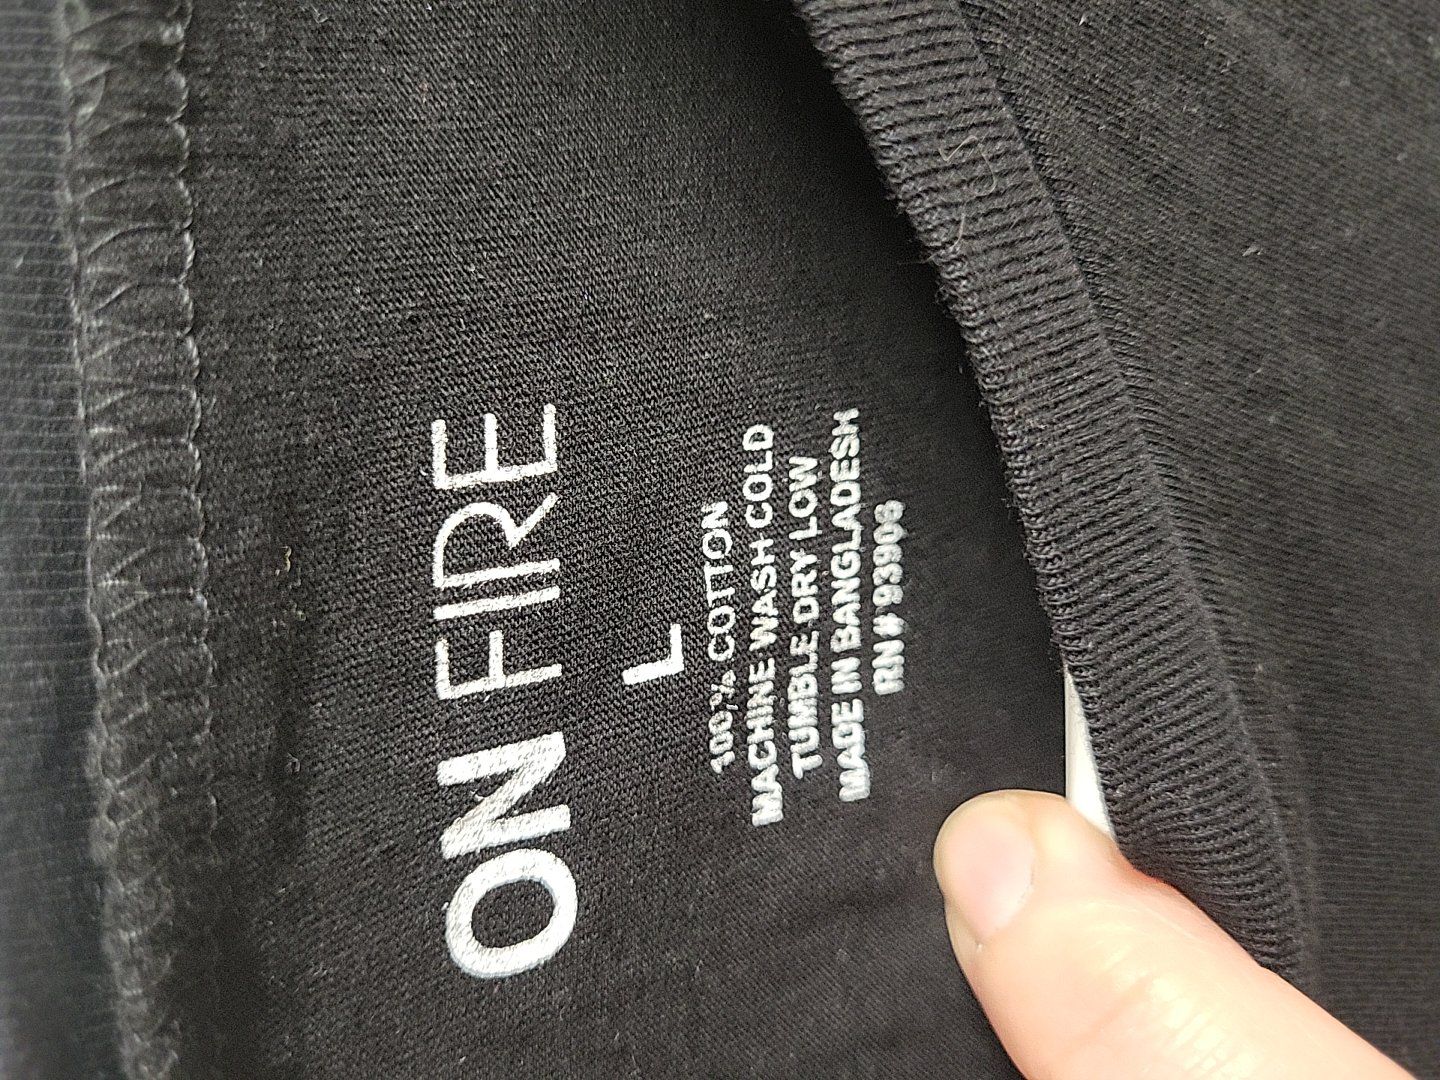 ON FIRE
L
100% COTTON
MACHINE WASH COLD
TUMBLE DRY LOW
MADE IN BANGLADESH
RN# 93906